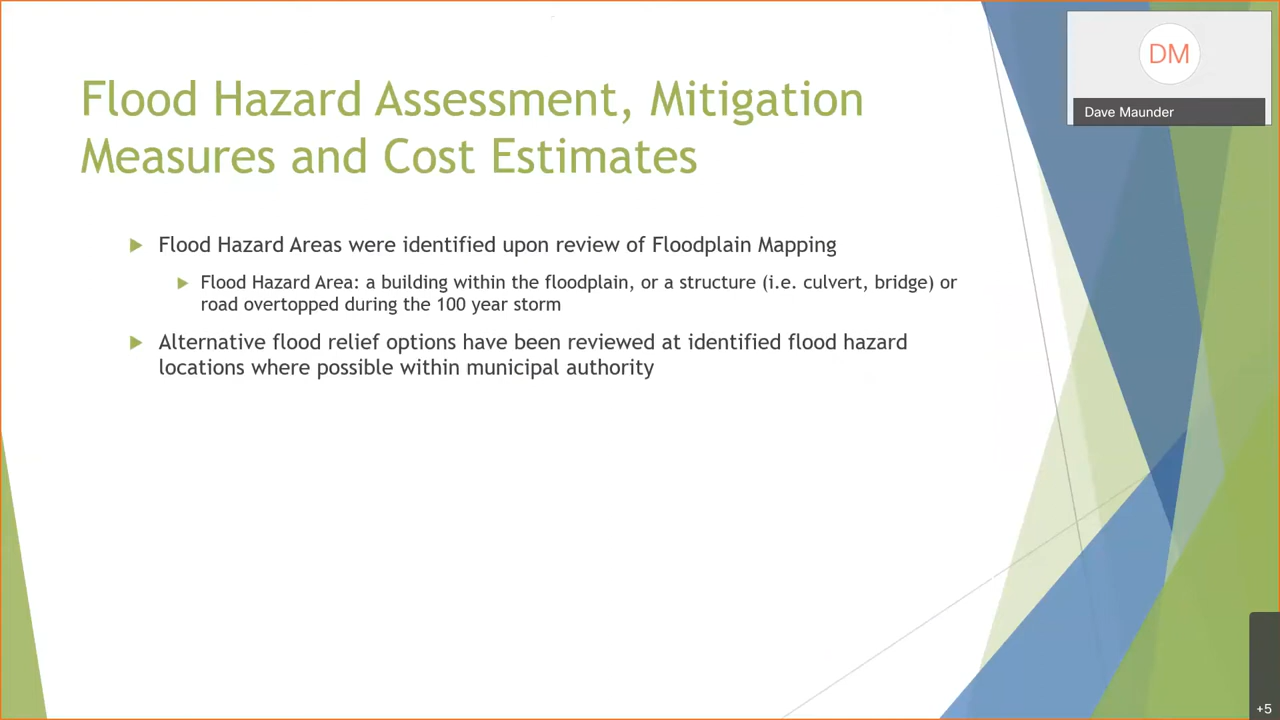 Flood Hazard Assessment, Mitigation
Measures and Cost Estimates
Flood Hazard Areas were identified upon review of Floodplain Mapping
Flood Hazard Area: a building within the floodplain, or a structure (i.e. culvert, bridge) or
road overtopped during the 100 year storm
Alternative flood relief options have been reviewed at identified flood hazard
locations where possible within municipal authority
DM
Dave Maunder
+5